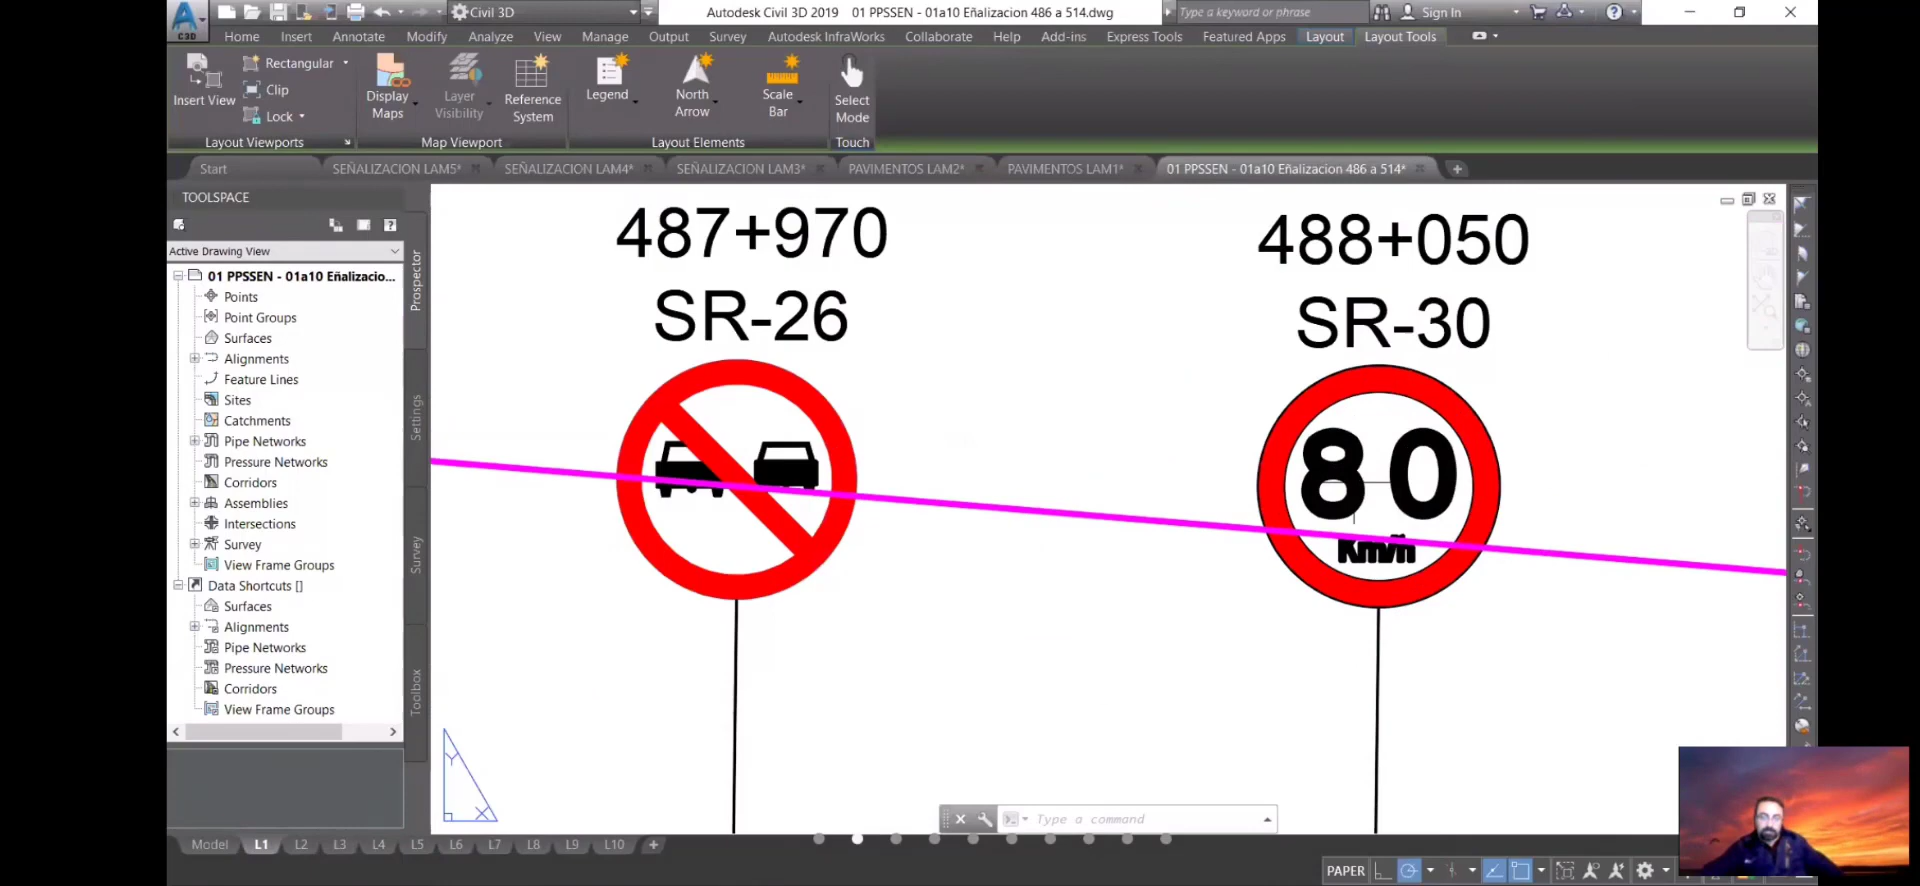 C3D
Civil 3D
Autodesk Civil 3D 2019 01 PPSSEN - 01a10 Eñalizacion 486 a 514.dwg
Type a keyword or phrase
Sign In
Home Insert Annotate Modify Analyze View Manage Output Survey Autodesk InfraWorks Collaborate Help Add-ins Express Tools Featured Apps Layout Layout Tools
Insert View
Rectangular
Clip
Lock
Display Maps
Layer Visibility
Reference System
Legend
North Arrow
Scale Bar
Select Mode
Layout Viewports
Map Viewport
Layout Elements
Touch
Start
SEÑALIZACION LAM5*
SEÑALIZACION LAM4*
SEÑALIZACION LAM3*
PAVIMENTOS LAM2*
PAVIMENTOS LAM1*
01 PPSSEN - 01a10 Eñalizacion 486 a 514*
TOOLSPACE
Active Drawing View
01 PPSSEN - 01a10 Eñalizacio...
Points
Point Groups
Surfaces
Alignments
Feature Lines
Sites
Catchments
Pipe Networks
Pressure Networks
Corridors
Assemblies
Intersections
Survey
View Frame Groups
Data Shortcuts []
Surfaces
Alignments
Pipe Networks
Pressure Networks
Corridors
View Frame Groups
Prospector
Settings
Survey
Toolbox
487+970
SR-26
488+050
SR-30
80
Km/h
Y
X
Type a command
Model L1 L2 L3 L4 L5 L6 L7 L8 L9 L10
PAPER